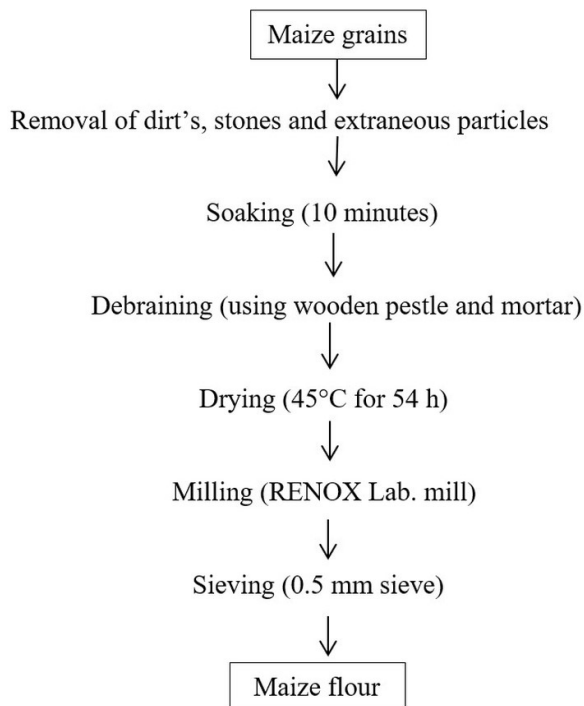 Maize grains
Removal of dirt’s, stones and extraneous particles
Soaking (10 minutes)
Debraining (using wooden pestle and mortar)
Drying (45°C for 54 h)
Milling (RENOX Lab. mill)
Sieving (0.5 mm sieve)
Maize flour